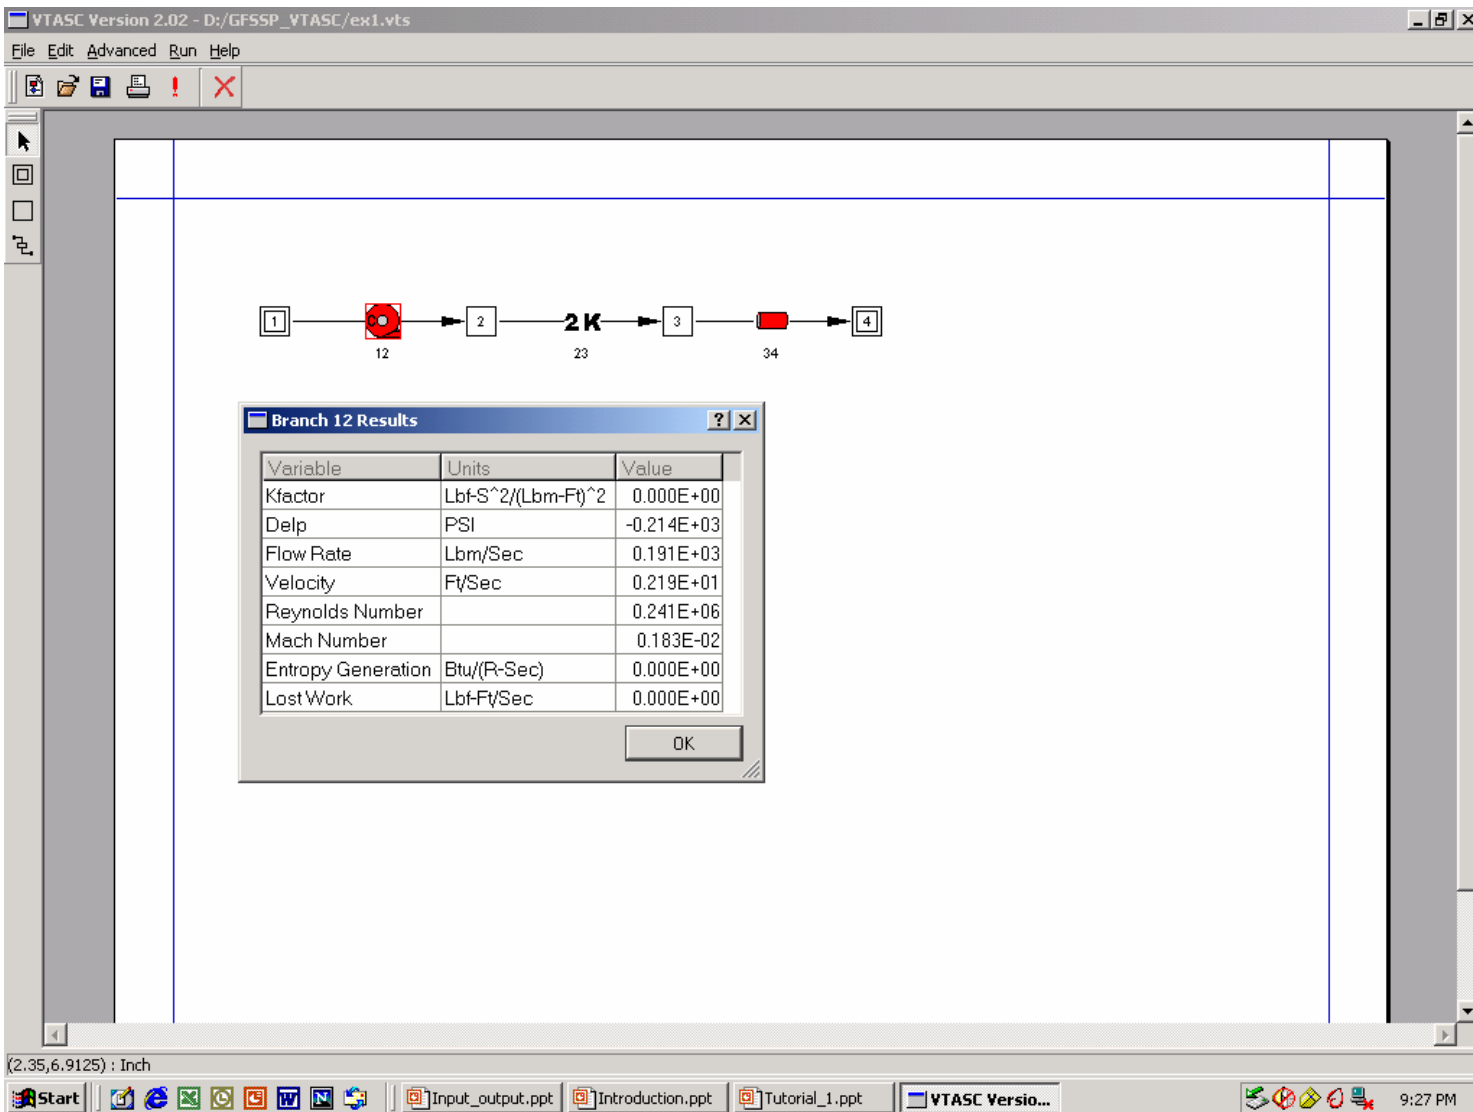 VTASC Version 2.02 - D:/GFSSP_VTASC/ex1.vts
File Edit Advanced Run Help
1 2 2K 3 4
12 23 34
Branch 12 Results
Variable Units Value
Kfactor Lbf-S^2/(Lbm-Ft)^2 0.000E+00
Delp PSI -0.214E+03
Flow Rate Lbm/Sec 0.191E+03
Velocity Ft/Sec 0.219E+01
Reynolds Number 0.241E+06
Mach Number 0.183E-02
Entropy Generation Btu/(R-Sec) 0.000E+00
Lost Work Lbf-Ft/Sec 0.000E+00
OK
(2.35,6.9125) : Inch
Start Input_output.ppt Introduction.ppt Tutorial_1.ppt VTASC Versio... 9:27 PM